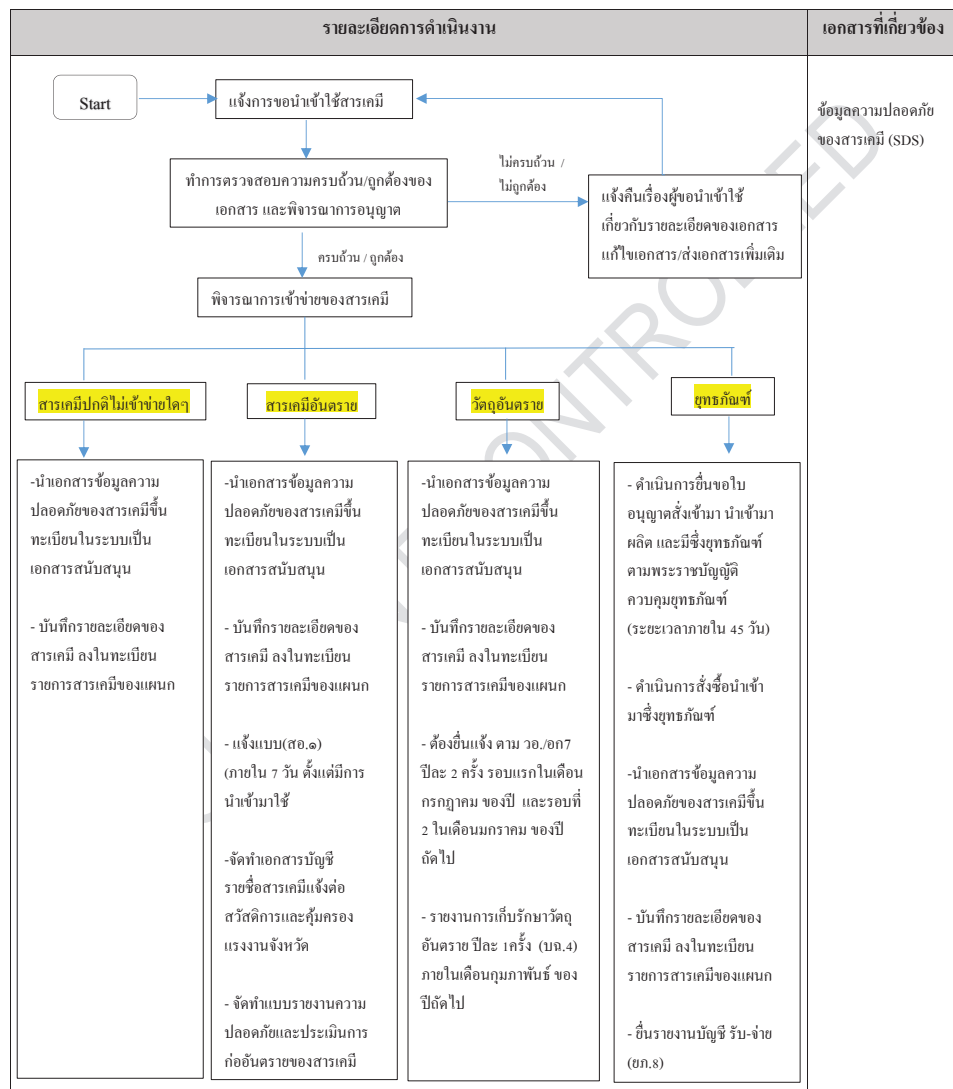 รายละเอียดการดำเนินงาน
เอกสารที่เกี่ยวข้อง
Start
แจ้งการขอนำเข้าใช้สารเคมี
ข้อมูลความปลอดภัย
ของสารเคมี (SDS)
ทำการตรวจสอบความครบถ้วน/ถูกต้องของ
เอกสาร และพิจารณาการอนุญาต
ไม่ครบถ้วน /
ไม่ถูกต้อง
แจ้งคืนเรื่องผู้ขอนำเข้าใช้
เกี่ยวกับรายละเอียดของเอกสาร
แก้ไขเอกสาร/ส่งเอกสารเพิ่มเติม
ครบถ้วน / ถูกต้อง
พิจารณาการเข้าข่ายของสารเคมี
สารเคมีปกติไม่เข้าข่ายใดๆ
สารเคมีอันตราย
วัตถุอันตราย
ยุทธภัณฑ์
-นำเอกสารข้อมูลความ
ปลอดภัยของสารเคมีขึ้น
ทะเบียนในระบบเป็น
เอกสารสนับสนุน
- บันทึกรายละเอียดของ
สารเคมี ลงในทะเบียน
รายการสารเคมีของแผนก
-นำเอกสารข้อมูลความ
ปลอดภัยของสารเคมีขึ้น
ทะเบียนในระบบเป็น
เอกสารสนับสนุน
- บันทึกรายละเอียดของ
สารเคมี ลงในทะเบียน
รายการสารเคมีของแผนก
- แจ้งแบบ(สอ.๑)
(ภายใน 7 วัน ตั้งแต่มีการ
นำเข้ามาใช้
-จัดทำเอกสารบัญชี
รายชื่อสารเคมีแจ้งต่อ
สวัสดิการและคุ้มครอง
แรงงานจังหวัด
- จัดทำแบบรายงานความ
ปลอดภัยและประเมินการ
ก่ออันตรายของสารเคมี
-นำเอกสารข้อมูลความ
ปลอดภัยของสารเคมีขึ้น
ทะเบียนในระบบเป็น
เอกสารสนับสนุน
- บันทึกรายละเอียดของ
สารเคมี ลงในทะเบียน
รายการสารเคมีของแผนก
- ต้องยื่นแจ้ง ตาม วอ./อก7
ปีละ 2 ครั้ง รอบแรกในเดือน
กรกฎาคม ของปี และรอบที่
2 ในเดือนมกราคม ของปี
ถัดไป
- รายงานการเก็บรักษาวัตถุ
อันตราย ปีละ 1ครั้ง (บฉ.4)
ภายในเดือนกุมภาพันธ์ ของ
ปีถัดไป
- ดำเนินการยื่นขอใบ
อนุญาตสั่งเข้ามา นำเข้ามา
ผลิต และมีซึ่งยุทธภัณฑ์
ตามพระราชบัญญัติ
ควบคุมยุทธภัณฑ์
(ระยะเวลาภายใน 45 วัน)
- ดำเนินการสั่งซื้อนำเข้า
มาซึ่งยุทธภัณฑ์
-นำเอกสารข้อมูลความ
ปลอดภัยของสารเคมีขึ้น
ทะเบียนในระบบเป็น
เอกสารสนับสนุน
- บันทึกรายละเอียดของ
สารเคมี ลงในทะเบียน
รายการสารเคมีของแผนก
- ยื่นรายงานบัญชี รับ-จ่าย
(ยภ.8)